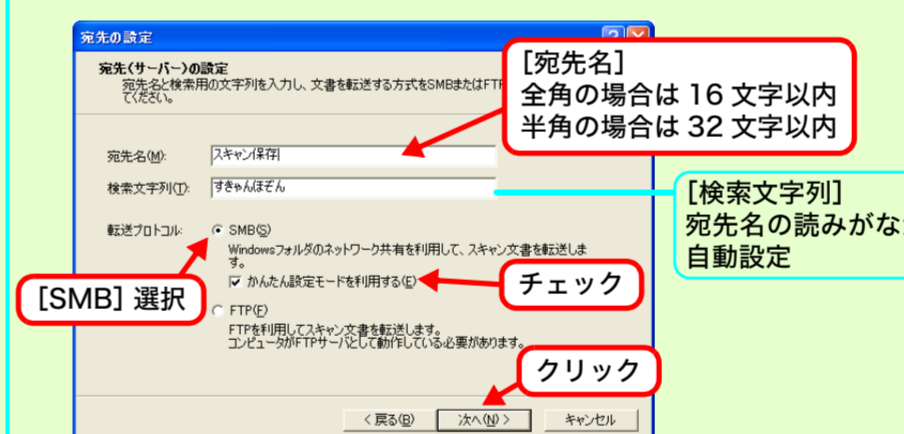 宛先の設定
宛先(サーバー)の設定
宛先名と検索用の文字列を入力し、文書を転送する方式をSMBまたはFT
てください。
[宛先名]
全角の場合は 16 文字以内
半角の場合は 32 文字以内
宛先名(M):
スキャン保存
検索文字列(T):
すきゃんほぞん
[検索文字列]
宛先名の読みがな
自動設定
転送プロトコル:
SMB(S)
Windowsフォルダのネットワーク共有を利用して、スキャン文書を転送しま
す。
かんたん設定モードを利用する(E)
チェック
[SMB] 選択
FTP(F)
FTPを利用してスキャン文書を転送します。
コンピュータがFTPサーバとして動作している必要があります。
クリック
< 戻る(B)
次へ(N) >
キャンセル